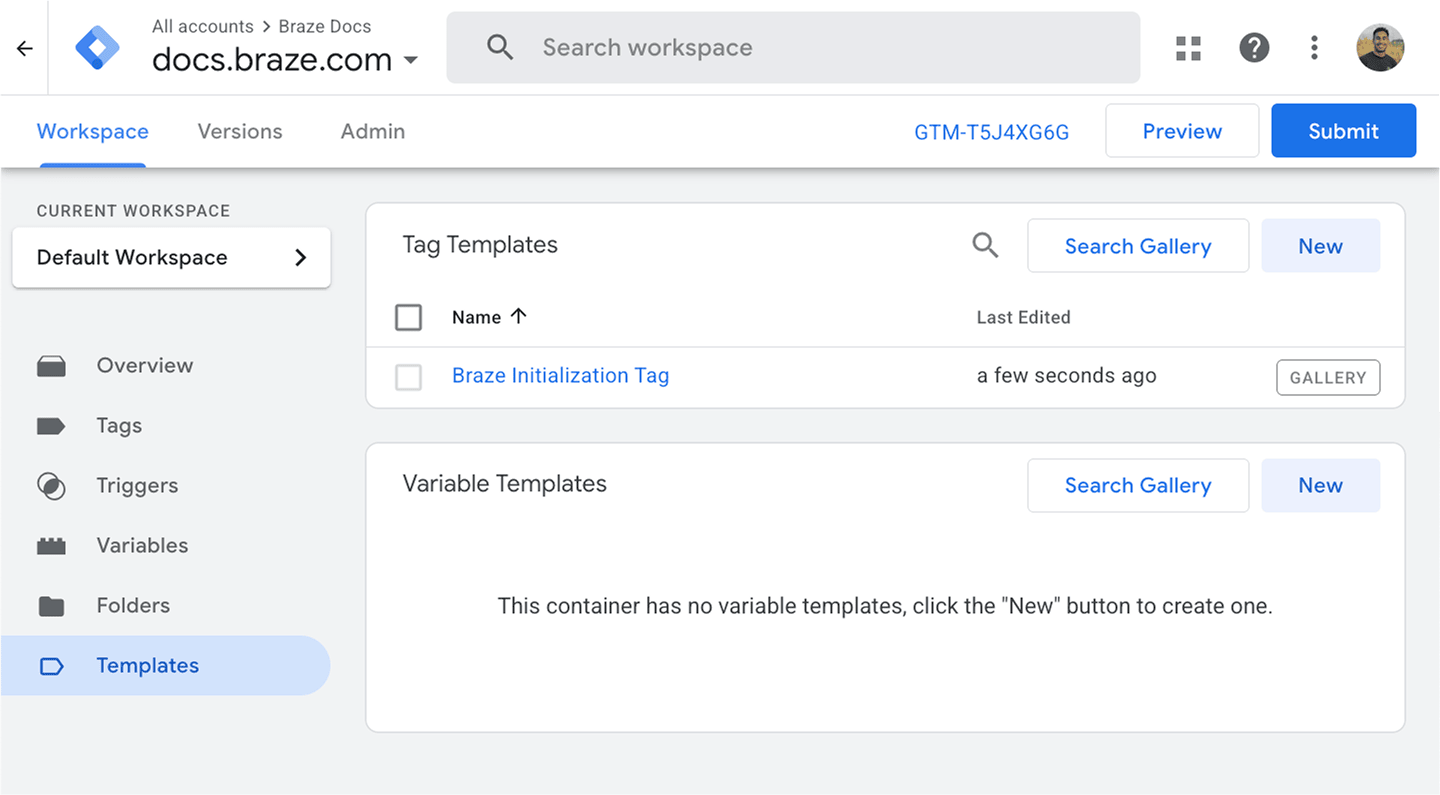 All accounts > Braze Docs
docs.braze.com
Search workspace
Workspace Versions Admin GTM-T5J4XG6G Preview Submit
CURRENT WORKSPACE
Default Workspace
Overview
Tags
Triggers
Variables
Folders
Templates
Tag Templates Search Gallery New
Name Last Edited
Braze Initialization Tag a few seconds ago GALLERY
Variable Templates Search Gallery New
This container has no variable templates, click the "New" button to create one.